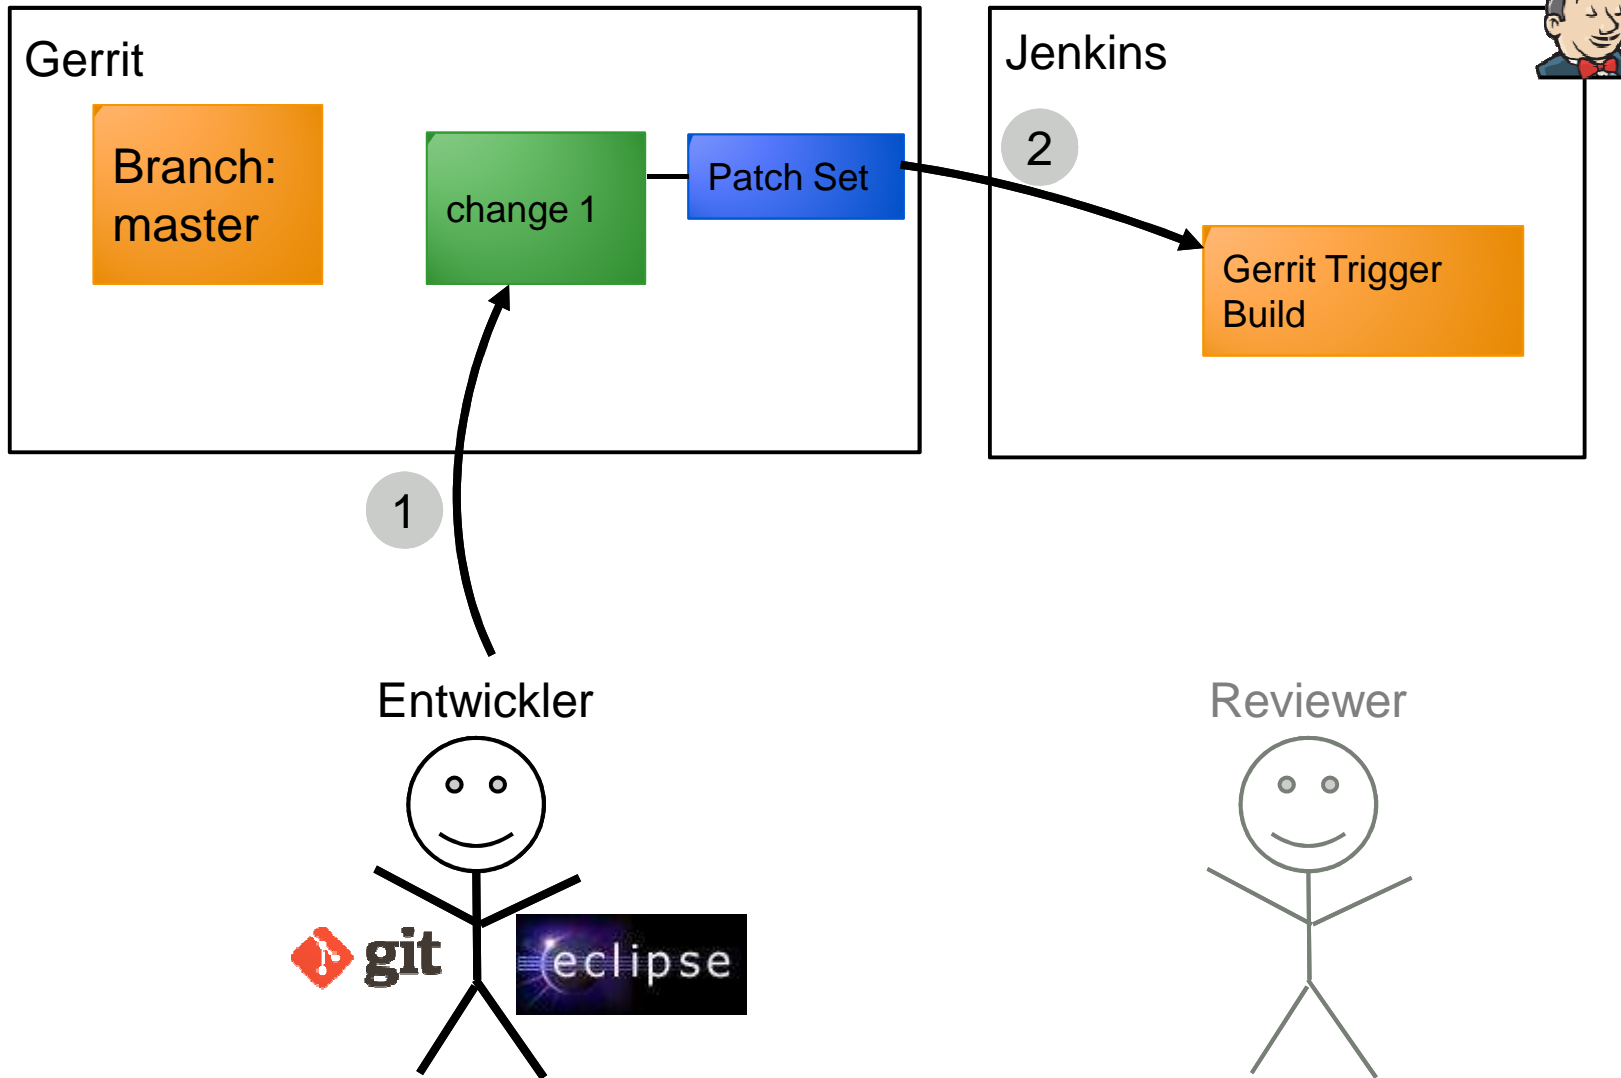 Gerrit
Jenkins
Branch:
master
change 1
Patch Set
2
Gerrit Trigger
Build
1
Entwickler
Reviewer
git
eclipse